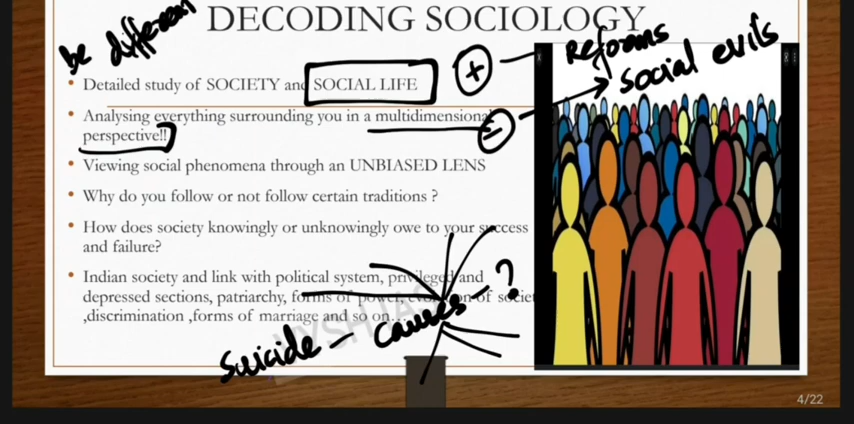 DECODING SOCIOLOGY
be different
Reforms
+
social evils
Detailed study of SOCIETY and SOCIAL LIFE
Analysing everything surrounding you in a multidimensional
-
perspective!!
Viewing social phenomena through an UNBIASED LENS
Why do you follow or not follow certain traditions ?
How does society knowingly or unknowingly owe to your success
and failure?
Indian society and link with political system, privileged and
depressed sections, patriarchy, forms of power, of societ
,discrimination ,forms of marriage and so on…
Suicide – causes – ?
4/22